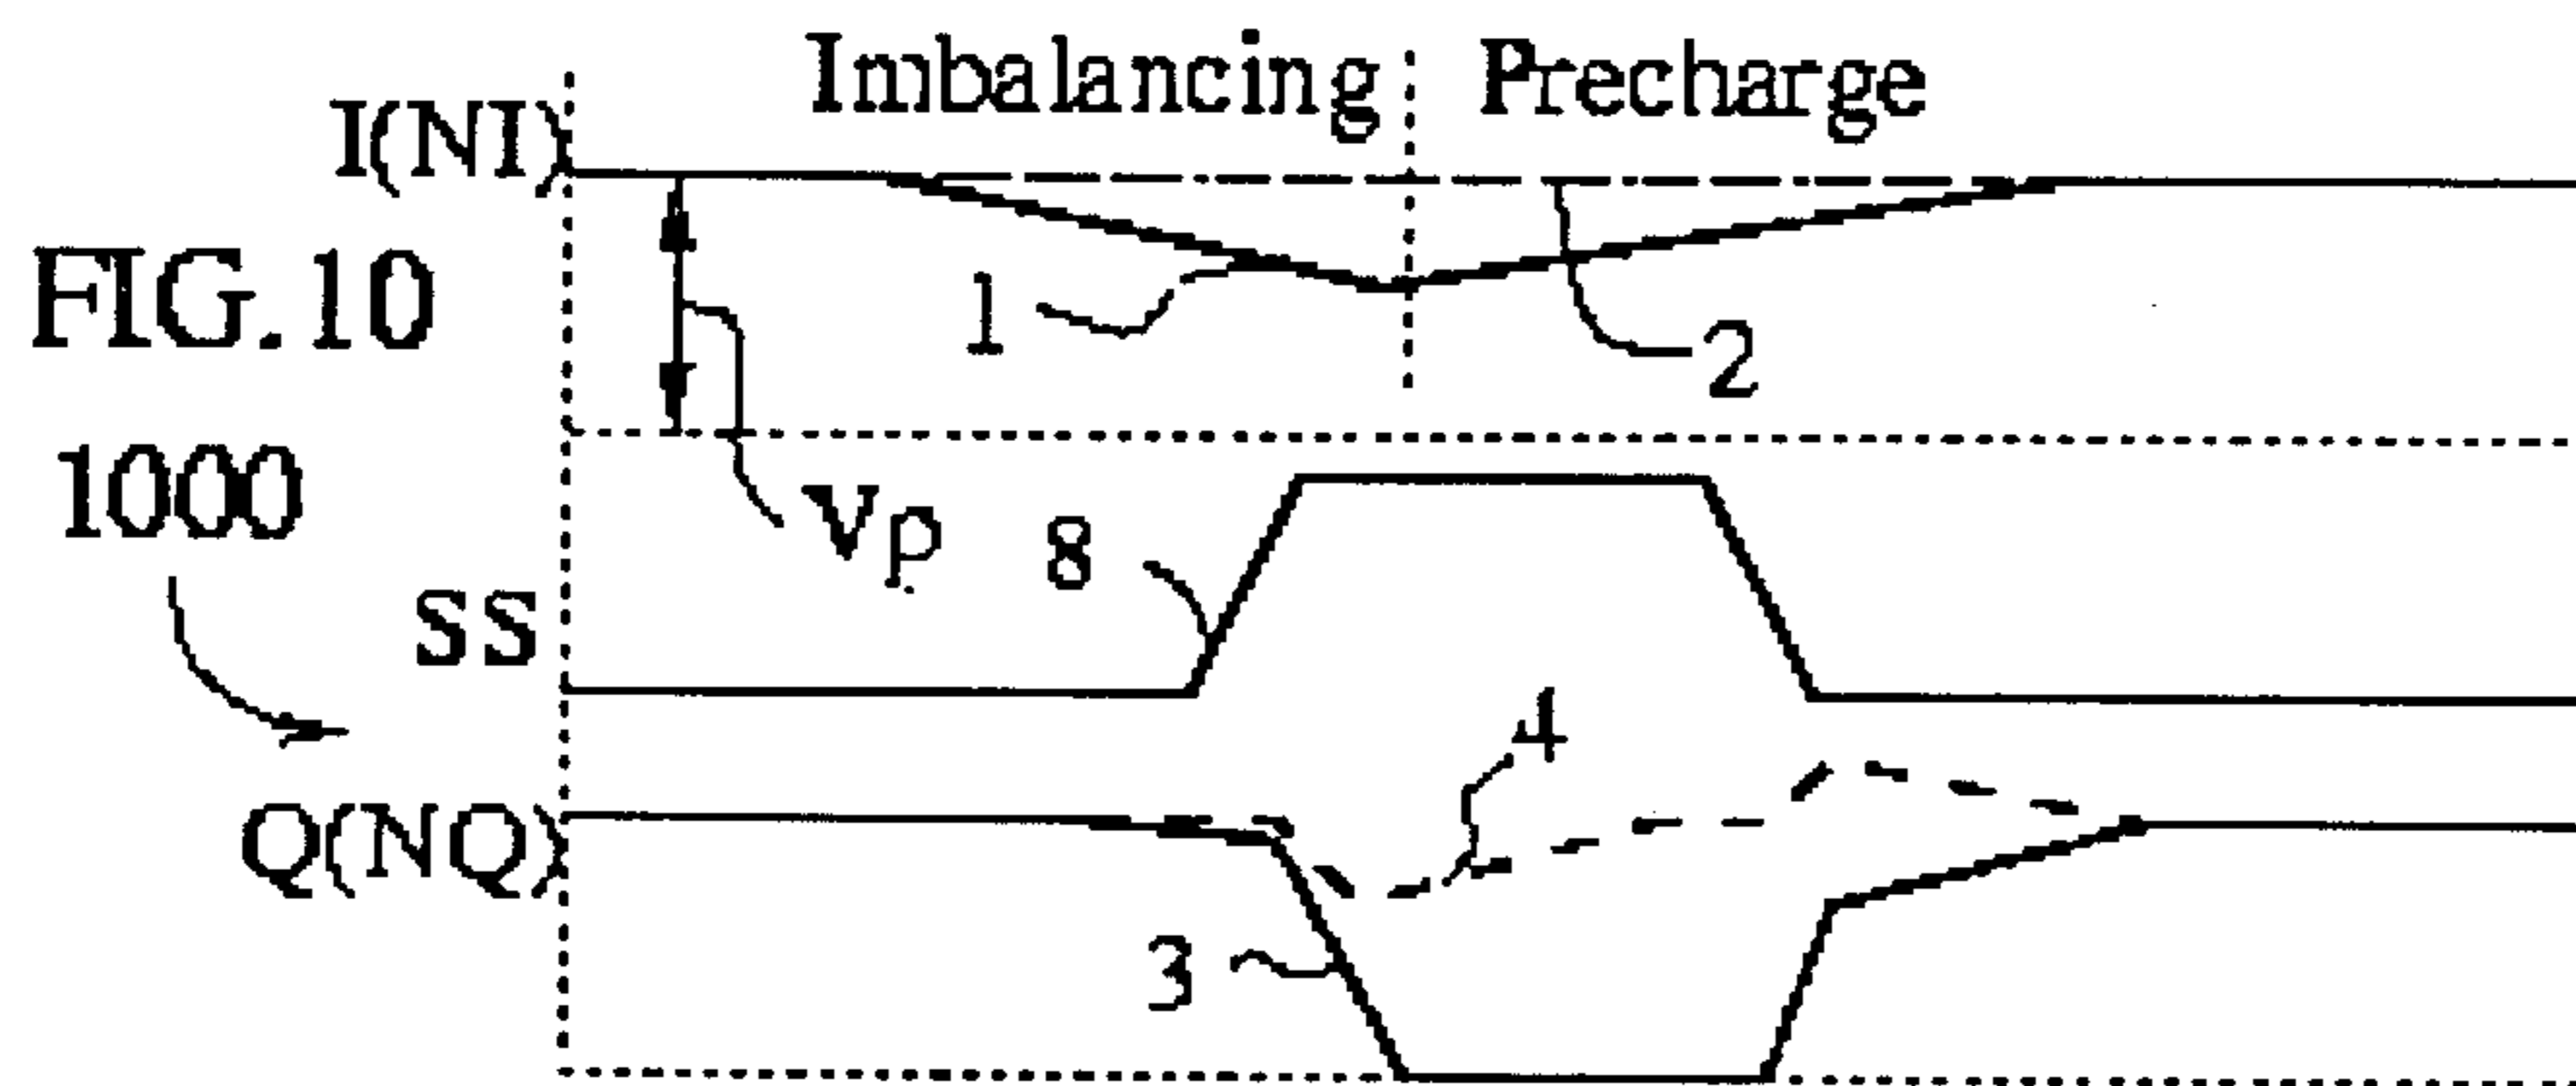 Imbalancing Precharge
I(NI)
FIG.10
1
2
1000
Vp
8
SS
4
Q(NQ)
3